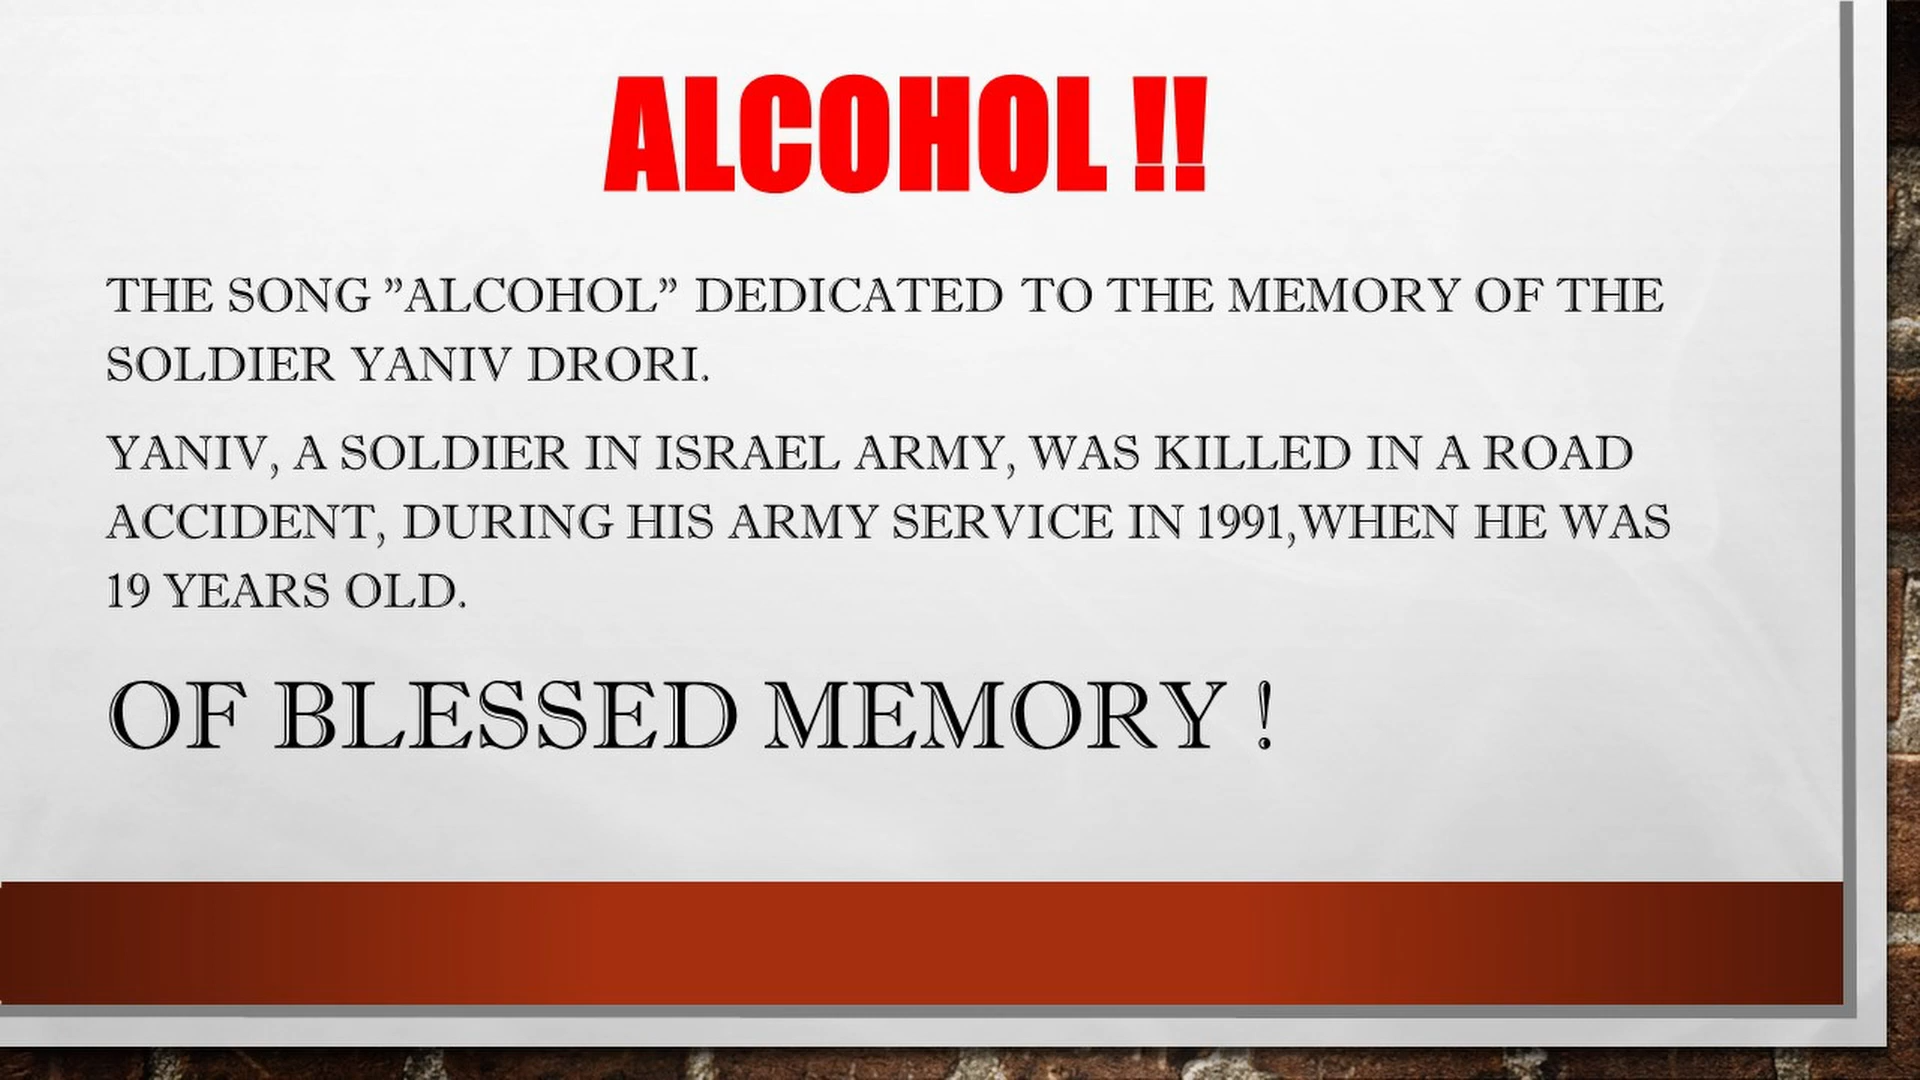 ALCOHOL !!
THE SONG ”ALCOHOL” DEDICATED TO THE MEMORY OF THE
SOLDIER YANIV DRORI.
YANIV, A SOLDIER IN ISRAEL ARMY, WAS KILLED IN A ROAD
ACCIDENT, DURING HIS ARMY SERVICE IN 1991,WHEN HE WAS
19 YEARS OLD.
OF BLESSED MEMORY !